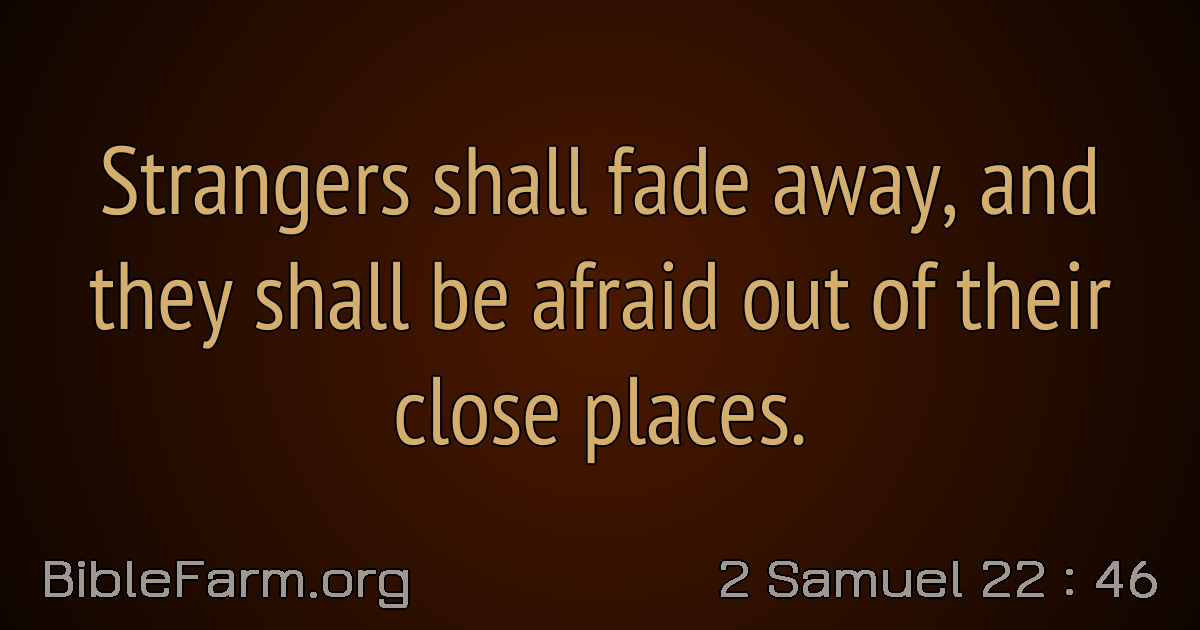 Strangers shall fade away, and
they shall be afraid out of their
close places.
BibleFarm.org
2 Samuel 22 : 46